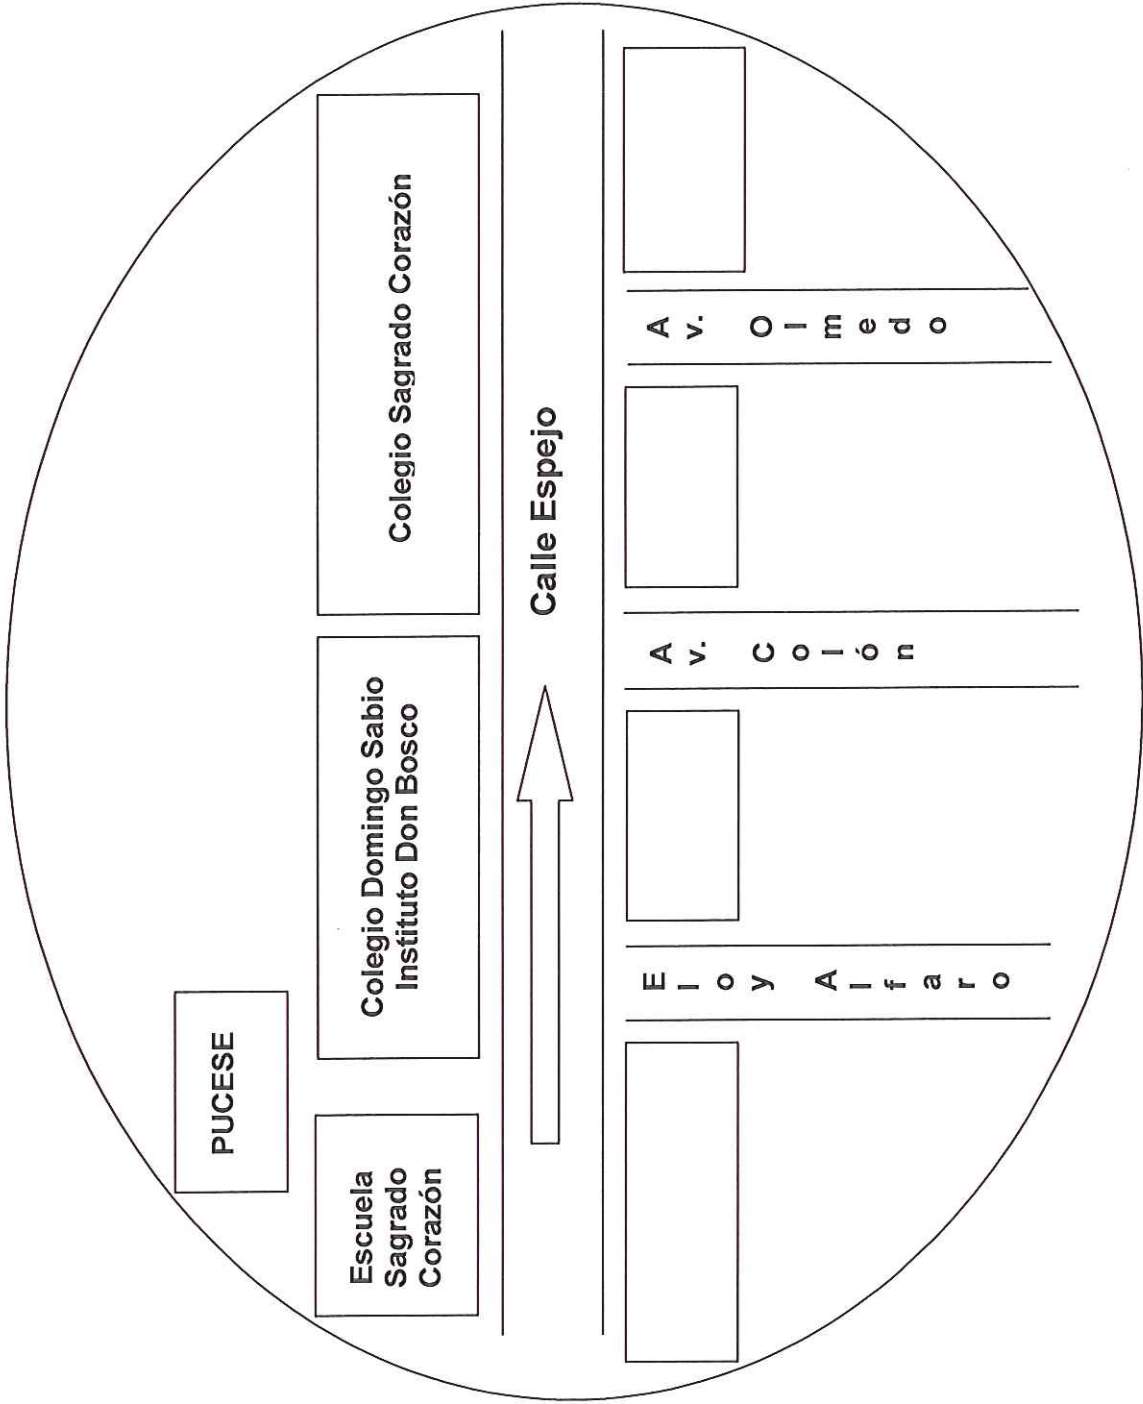 PUCESE
Escuela
Sagrado
Corazón
Colegio Domingo Sabio
Instituto Don Bosco
Colegio Sagrado Corazón
Calle Espejo
Eloy Alfaro
Av. Colón
Av. Olmedo